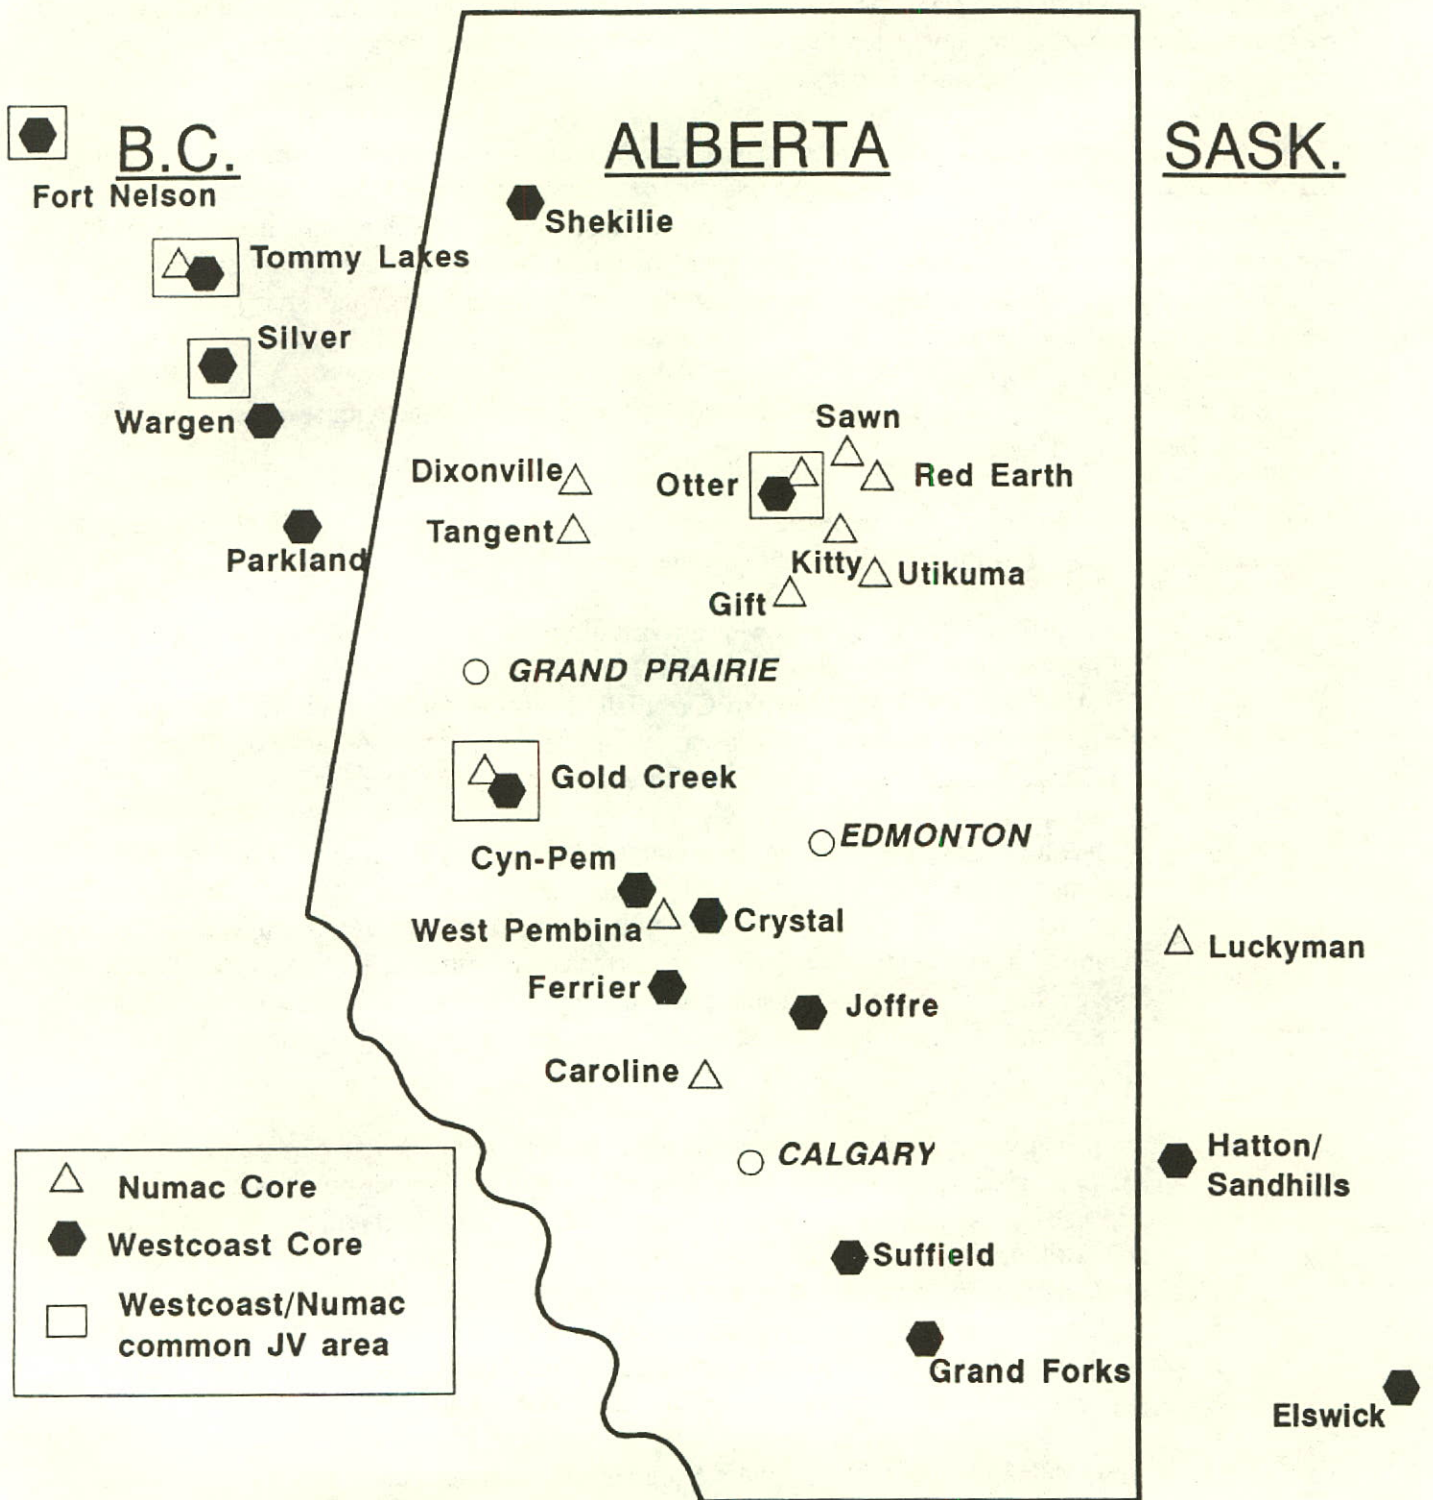 B.C.
ALBERTA
SASK.
Fort Nelson
Shekilie
Tommy Lakes
Silver
Wargen
Sawn
Dixonville
Otter
Red Earth
Tangent
Parkland
Kitty
Utikuma
Gift
GRAND PRAIRIE
Gold Creek
EDMONTON
Cyn-Pem
West Pembina
Crystal
Luckyman
Ferrier
Joffre
Caroline
Hatton/
Sandhills
CALGARY
Numac Core
Westcoast Core
Westcoast/Numac
common JV area
Suffield
Grand Forks
Elswick